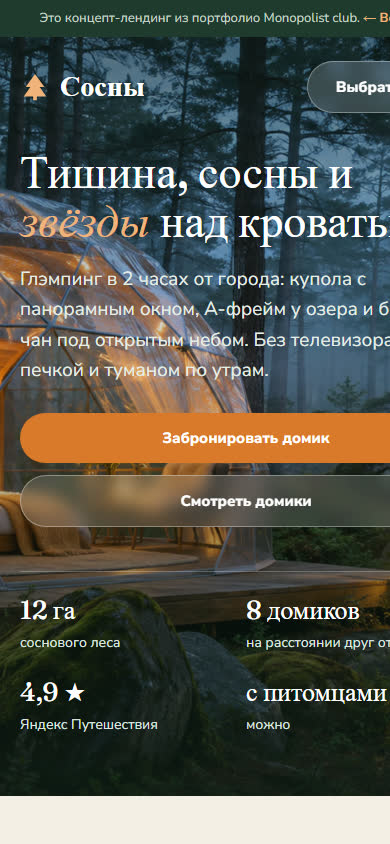 Это концепт-лендинг из портфолио Monopolist club. ←
Сосны
Тишина, сосны и
звёзды над кровать
Глэмпинг в 2 часах от города: купола с
панорамным окном, А-фрейм у озера и
чан под открытым небом. Без телевизора
печкой и туманом по утрам.
Забронировать домик
Смотреть домики
12 га
8 домиков
соснового леса
на расстоянии друг от
4,9 ★
с питомцами
Яндекс Путешествия
можно